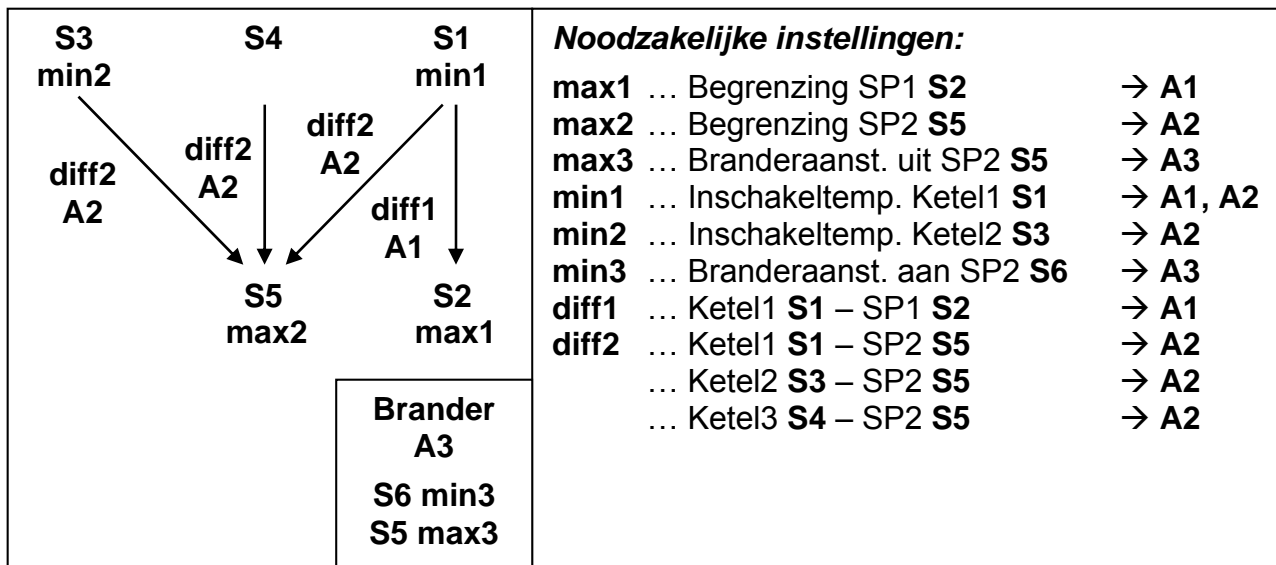 S3 S4 S1
min2 min1
diff2
A2
diff2
A2
diff2
A2
diff1
A1
S5 S2
max2 max1
Brander
A3
S6 min3
S5 max3
Noodzakelijke instellingen:
max1 … Begrenzing SP1 S2 → A1
max2 … Begrenzing SP2 S5 → A2
max3 … Branderaanst. uit SP2 S5 → A3
min1 … Inschakeltemp. Ketel1 S1 → A1, A2
min2 … Inschakeltemp. Ketel2 S3 → A2
min3 … Branderaanst. aan SP2 S6 → A3
diff1 … Ketel1 S1 – SP1 S2 → A1
diff2 … Ketel1 S1 – SP2 S5 → A2
… Ketel2 S3 – SP2 S5 → A2
… Ketel3 S4 – SP2 S5 → A2